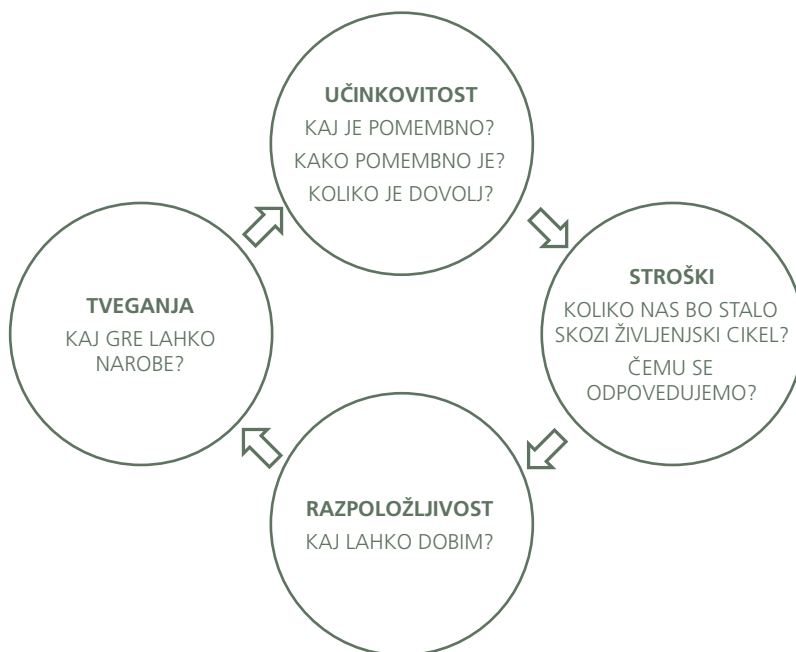 UČINKOVITOST
KAJ JE POMEMBNO?
KAKO POMEMBNO JE?
KOLIKO JE DOVOLJ?
STROŠKI
KOLIKO NAS BO STALO
SKOZI ŽIVLJENJSKI CIKEL?
ČEMU SE
ODPOVEDUJEMO?
RAZPOLOŽLJIVOST
KAJ LAHKO DOBIM?
TVEGANJA
KAJ GRE LAHKO
NAROBE?